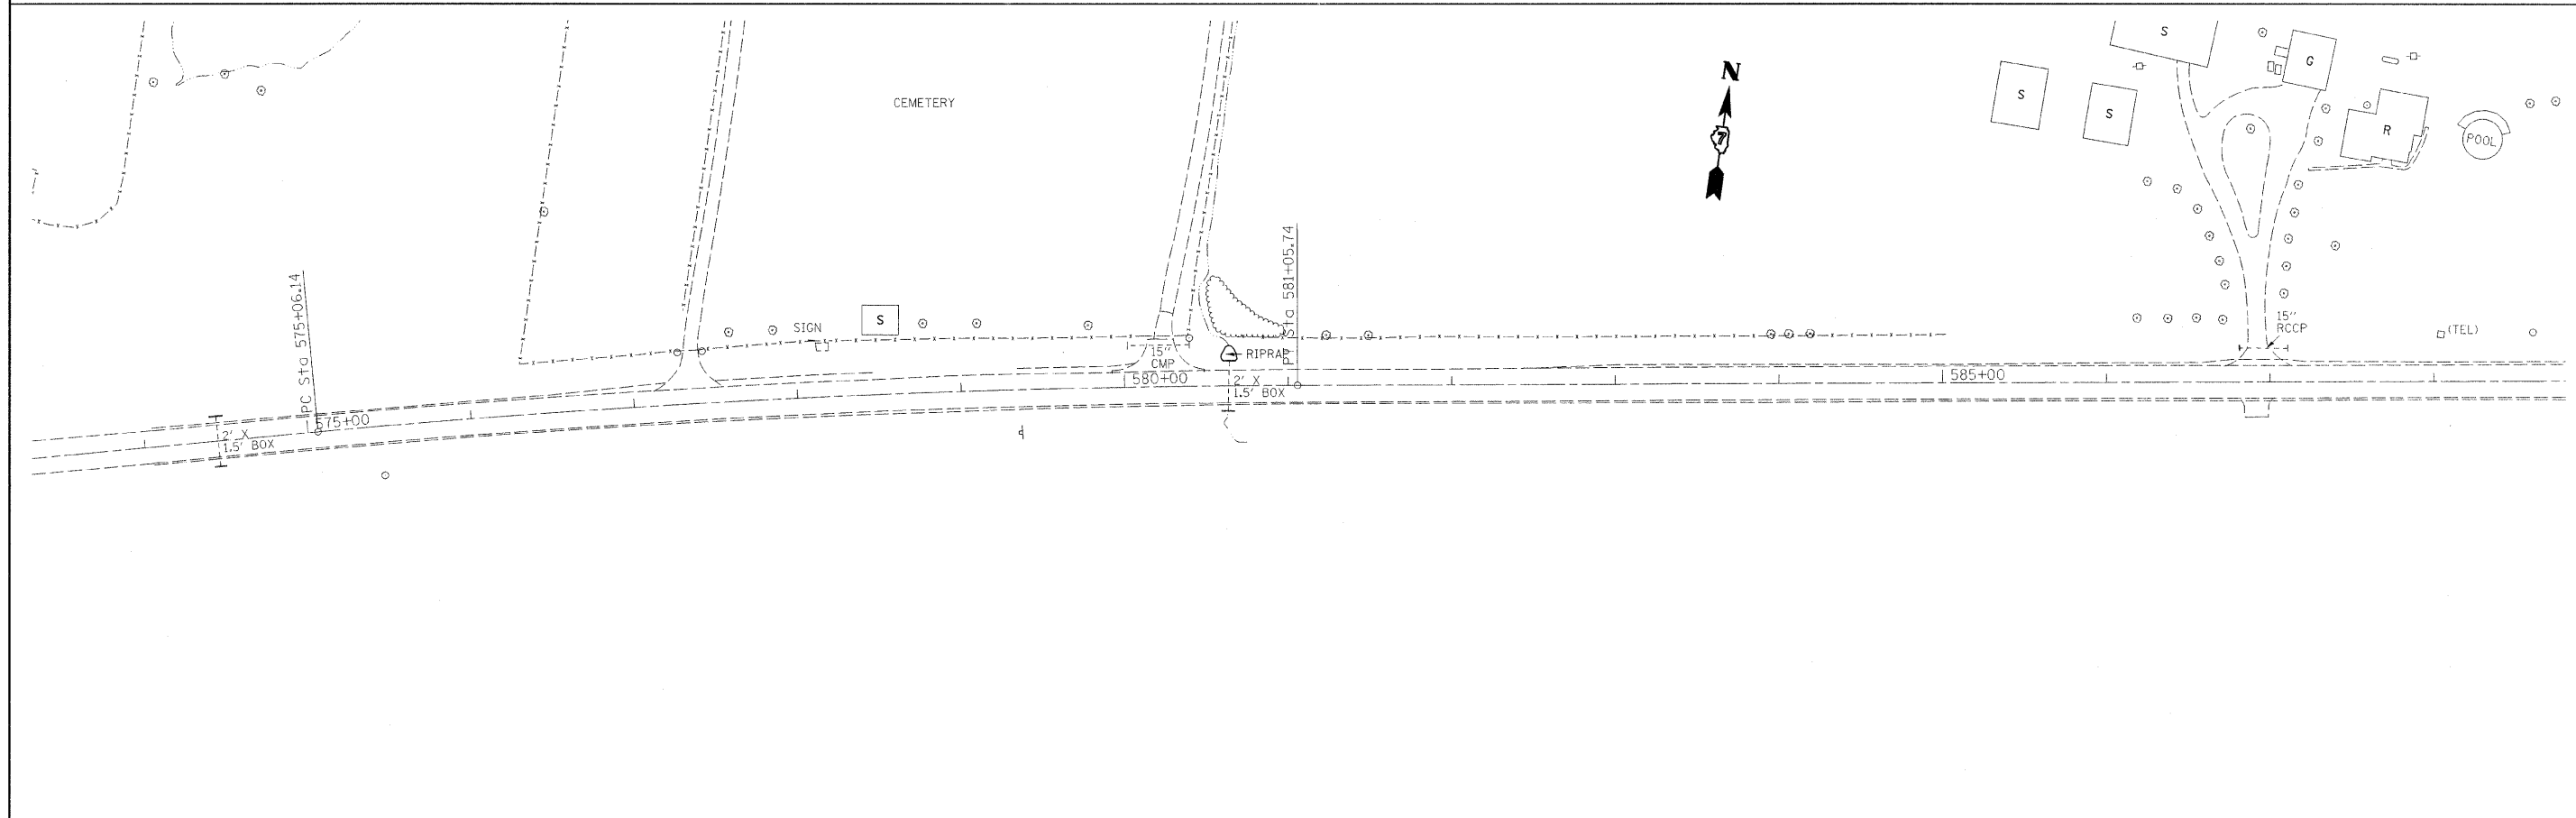 S
G
N
7
S
S
R
POOL
CEMETERY
PC Sta 575+06.14
Sta 581+05.74
SIGN
S
15"
CMP
RIPRAP
15"
RCCP
(TEL)
575+00
580+00
585+00
2' X
1.5' BOX
2' X
1.5' BOX